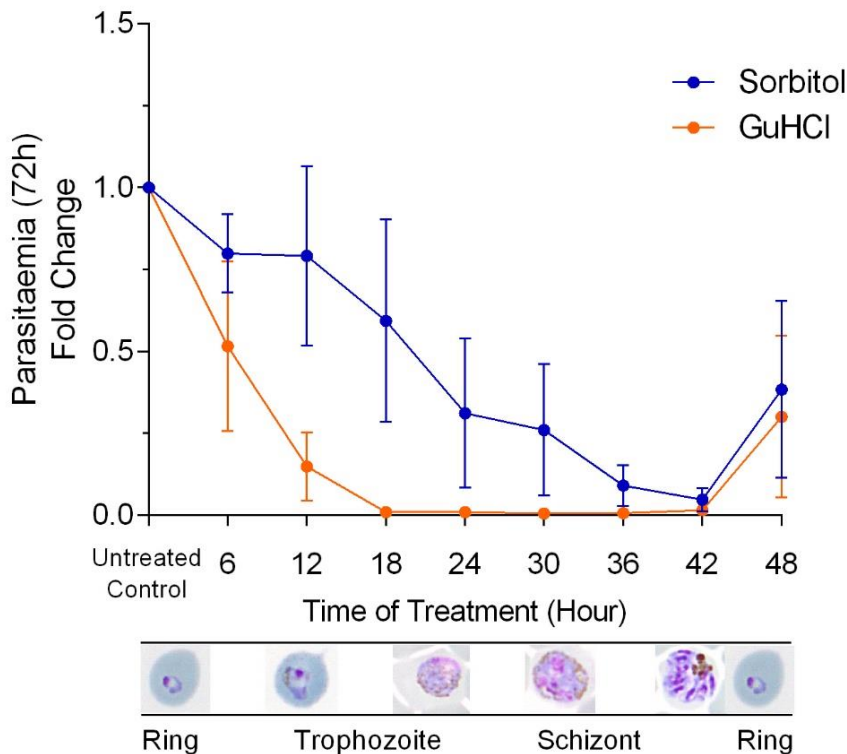 1.5
1.0
0.5
0.0
Parasitaemia (72h)
Fold Change
Sorbitol
GuHCl
Untreated
Control
6 12 18 24 30 36 42 48
Time of Treatment (Hour)
Ring Trophozoite Schizont Ring